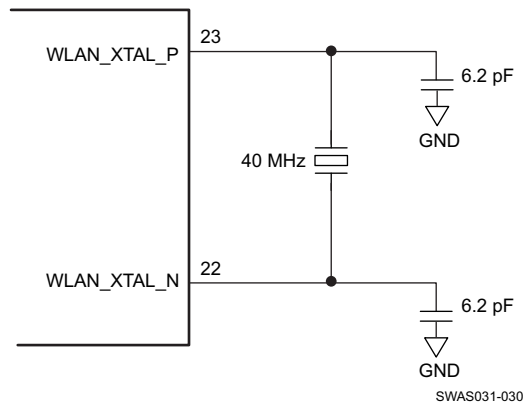 23
WLAN_XTAL_P
6.2 pF
GND
40 MHz
22
WLAN_XTAL_N
6.2 pF
GND
SWAS031-030